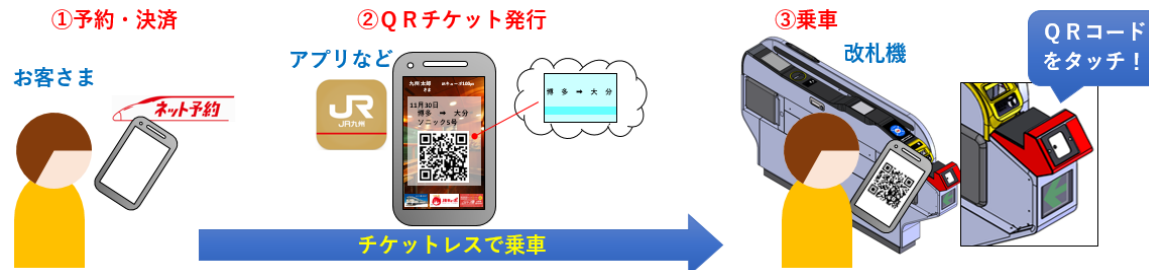 ①予約・決済
お客さま
ネット予約
②ＱＲチケット発行
アプリなど
JR
JR九州
九州 太郎
11月30日
博多 ➡ 大分
ソニック5号
博 多 ➡ 大 分
③乗車
改札機
ＱＲコード
をタッチ！
チケットレスで乗車